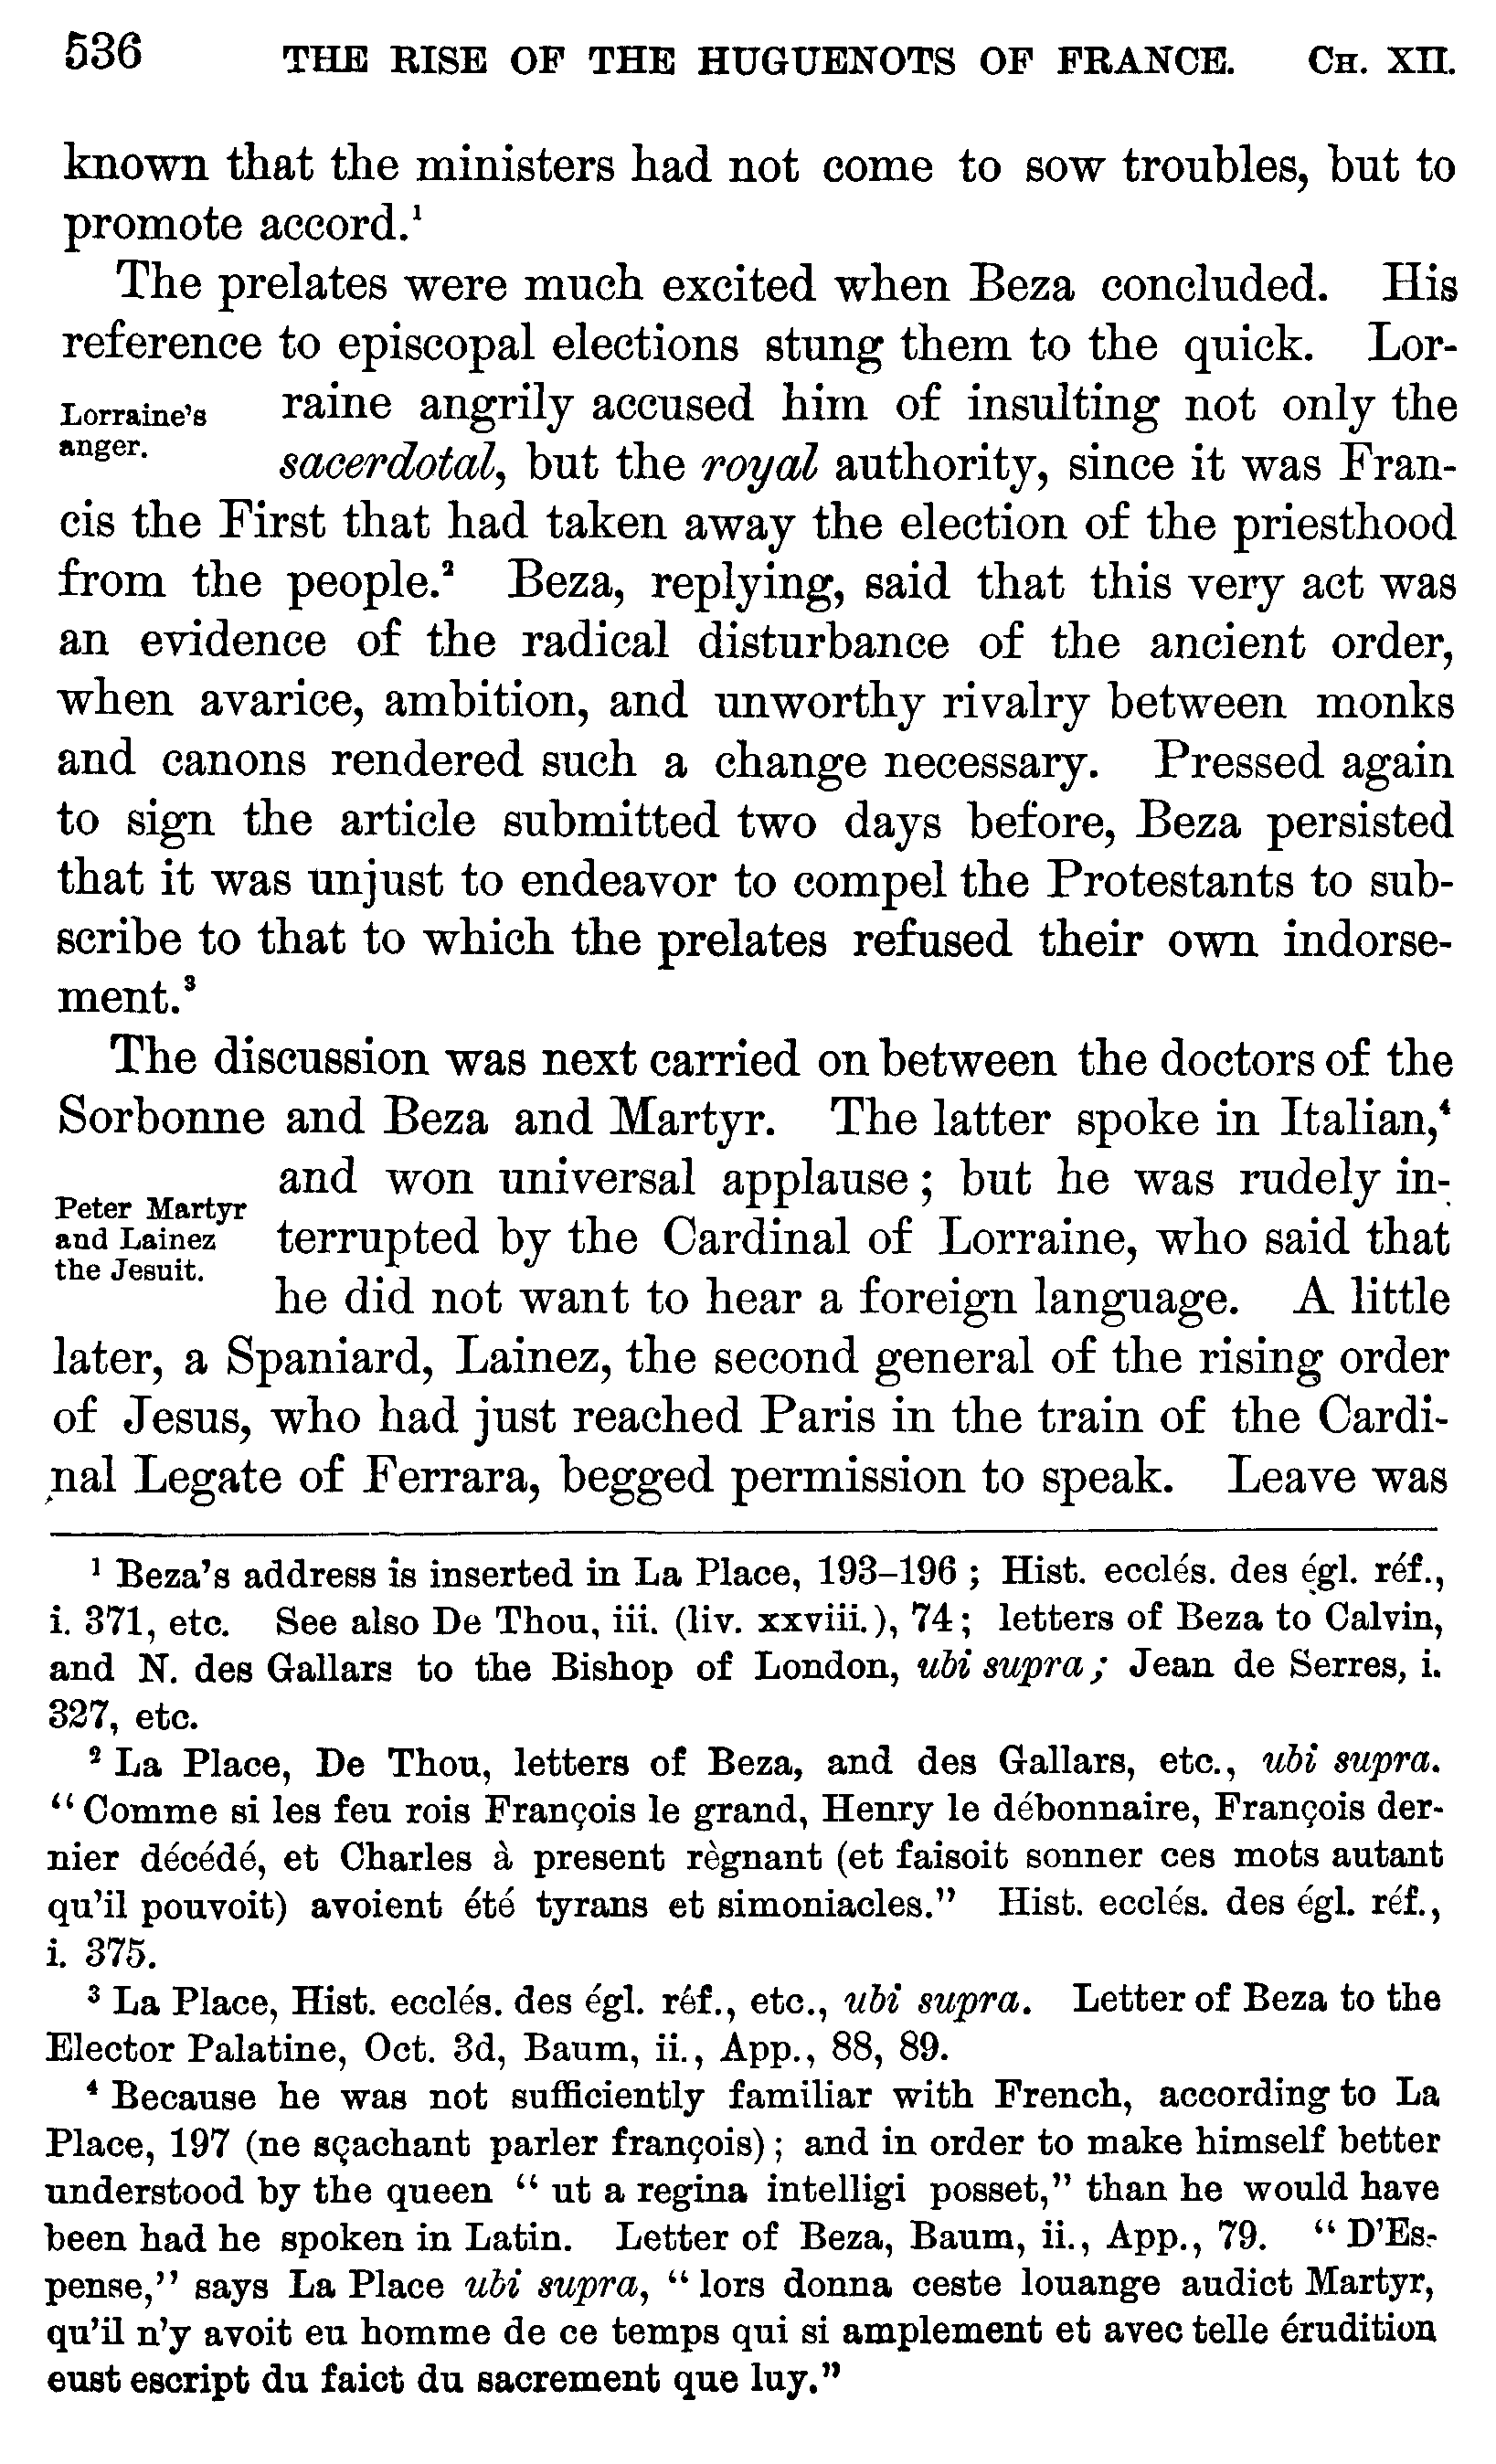 536 THE RISE OF THE HUGUENOTS OF FRANCE. CH. XII.
known that the ministers had not come to sow troubles, but to
promote accord.¹
The prelates were much excited when Beza concluded. His
reference to episcopal elections stung them to the quick. Lor-
Lorraine's
anger.
raine angrily accused him of insulting not only the
sacerdotal, but the royal authority, since it was Fran-
cis the First that had taken away the election of the priesthood
from the people.² Beza, replying, said that this very act was
an evidence of the radical disturbance of the ancient order,
when avarice, ambition, and unworthy rivalry between monks
and canons rendered such a change necessary. Pressed again
to sign the article submitted two days before, Beza persisted
that it was unjust to endeavor to compel the Protestants to sub-
scribe to that to which the prelates refused their own indorse-
ment.³
The discussion was next carried on between the doctors of the
Sorbonne and Beza and Martyr. The latter spoke in Italian,⁴
Peter Martyr
and Lainez
the Jesuit.
and won universal applause; but he was rudely in-
terrupted by the Cardinal of Lorraine, who said that
he did not want to hear a foreign language. A little
later, a Spaniard, Lainez, the second general of the rising order
of Jesus, who had just reached Paris in the train of the Cardi-
nal Legate of Ferrara, begged permission to speak. Leave was
¹ Beza's address is inserted in La Place, 193–196; Hist. ecclés. des égl. réf.,
i. 371, etc. See also De Thou, iii. (liv. xxviii.), 74; letters of Beza to Calvin,
and N. des Gallars to the Bishop of London, ubi supra; Jean de Serres, i.
327, etc.
² La Place, De Thou, letters of Beza, and des Gallars, etc., ubi supra.
"Comme si les feu rois François le grand, Henry le débonnaire, François der-
nier décédé, et Charles à present règnant (et faisoit sonner ces mots autant
qu'il pouvoit) avoient été tyrans et simoniacles." Hist. ecclés. des égl. réf.,
i. 375.
³ La Place, Hist. ecclés. des égl. réf., etc., ubi supra. Letter of Beza to the
Elector Palatine, Oct. 3d, Baum, ii., App., 88, 89.
⁴ Because he was not sufficiently familiar with French, according to La
Place, 197 (ne sçachant parler françois); and in order to make himself better
understood by the queen "ut a regina intelligi posset," than he would have
been had he spoken in Latin. Letter of Beza, Baum, ii., App., 79. "D'Es-
pense," says La Place ubi supra, "lors donna ceste louange audict Martyr,
qu'il n'y avoit eu homme de ce temps qui si amplement et avec telle érudition
eust escript du faict du sacrement que luy."